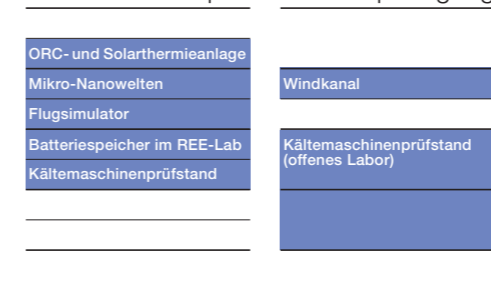 ORC- und Solarthermieanlage
Mikro-Nanowelten
Flugsimulator
Batteriespeicher im REE-Lab
Kältemaschinenprüfstand
Windkanal
Kältemaschinenprüfstand
(offenes Labor)